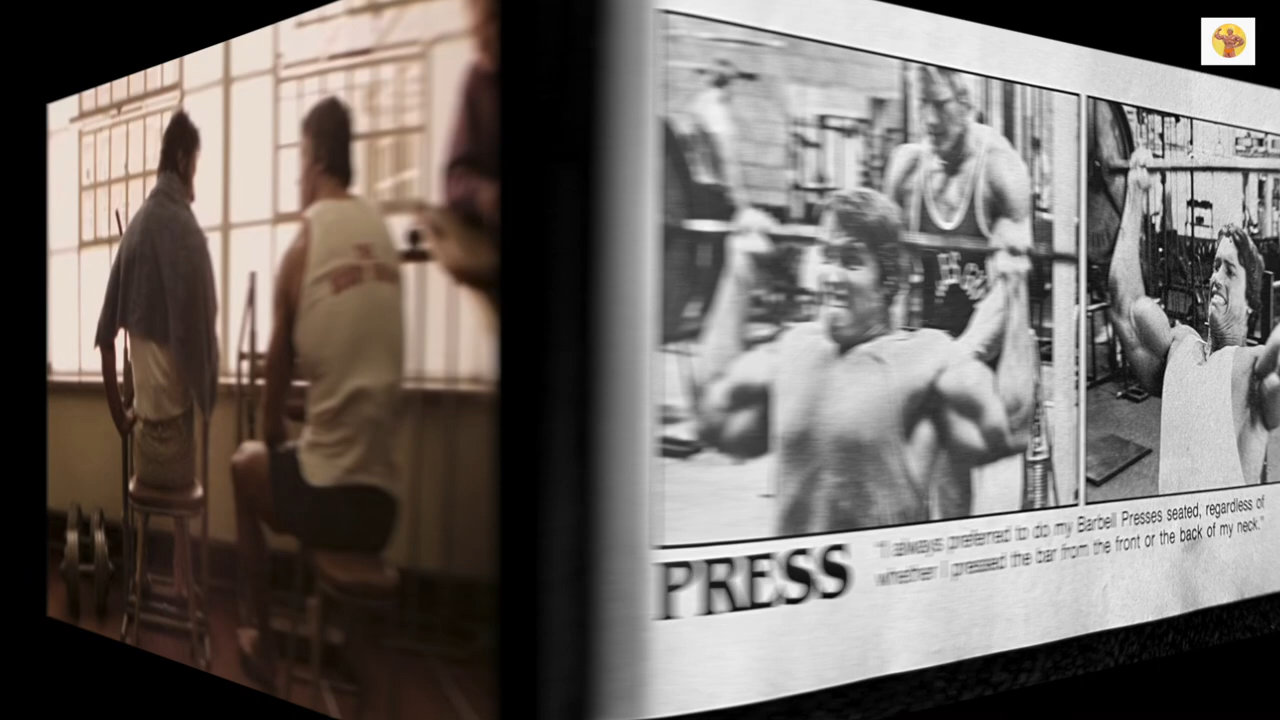 PRESS
"I always preferred to do my Barbell Presses seated, regardless of
whether I pressed the bar from the front or the back of my neck."